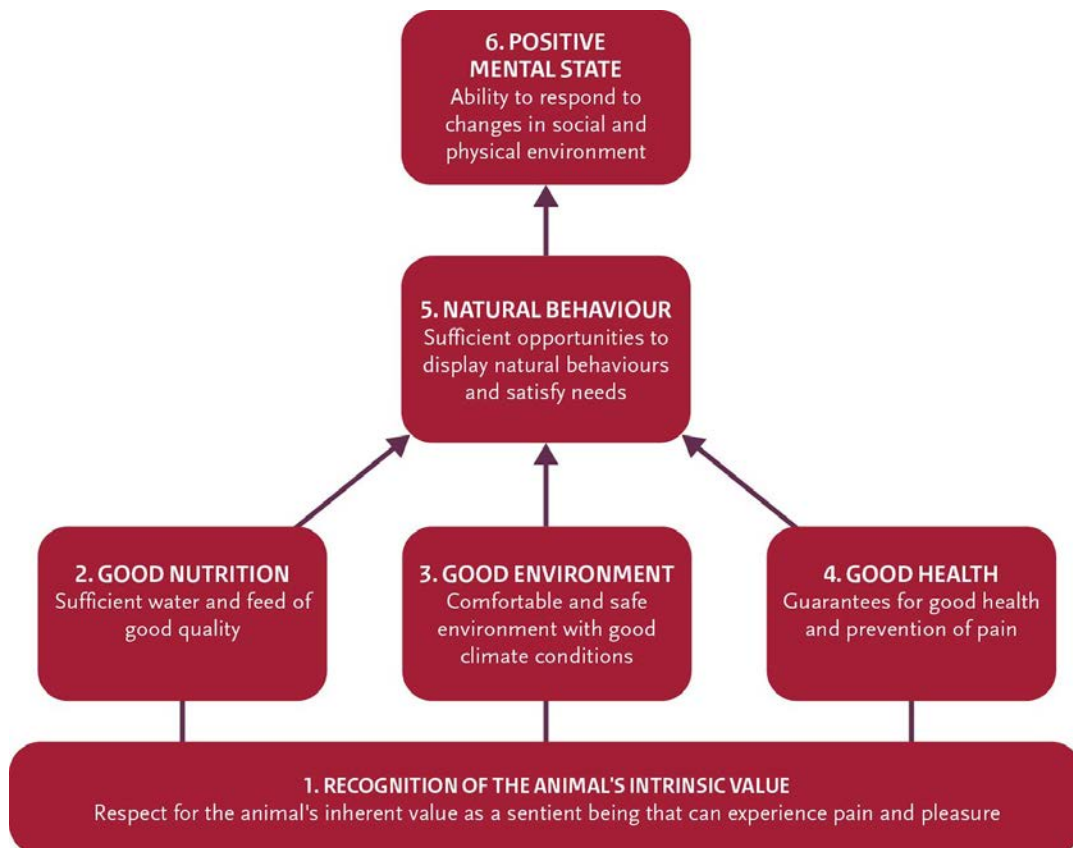 6. POSITIVE
MENTAL STATE
Ability to respond to
changes in social and
physical environment
5. NATURAL BEHAVIOUR
Sufficient opportunities to
display natural behaviours
and satisfy needs
2. GOOD NUTRITION
Sufficient water and feed of
good quality
3. GOOD ENVIRONMENT
Comfortable and safe
environment with good
climate conditions
4. GOOD HEALTH
Guarantees for good health
and prevention of pain
1. RECOGNITION OF THE ANIMAL'S INTRINSIC VALUE
Respect for the animal's inherent value as a sentient being that can experience pain and pleasure